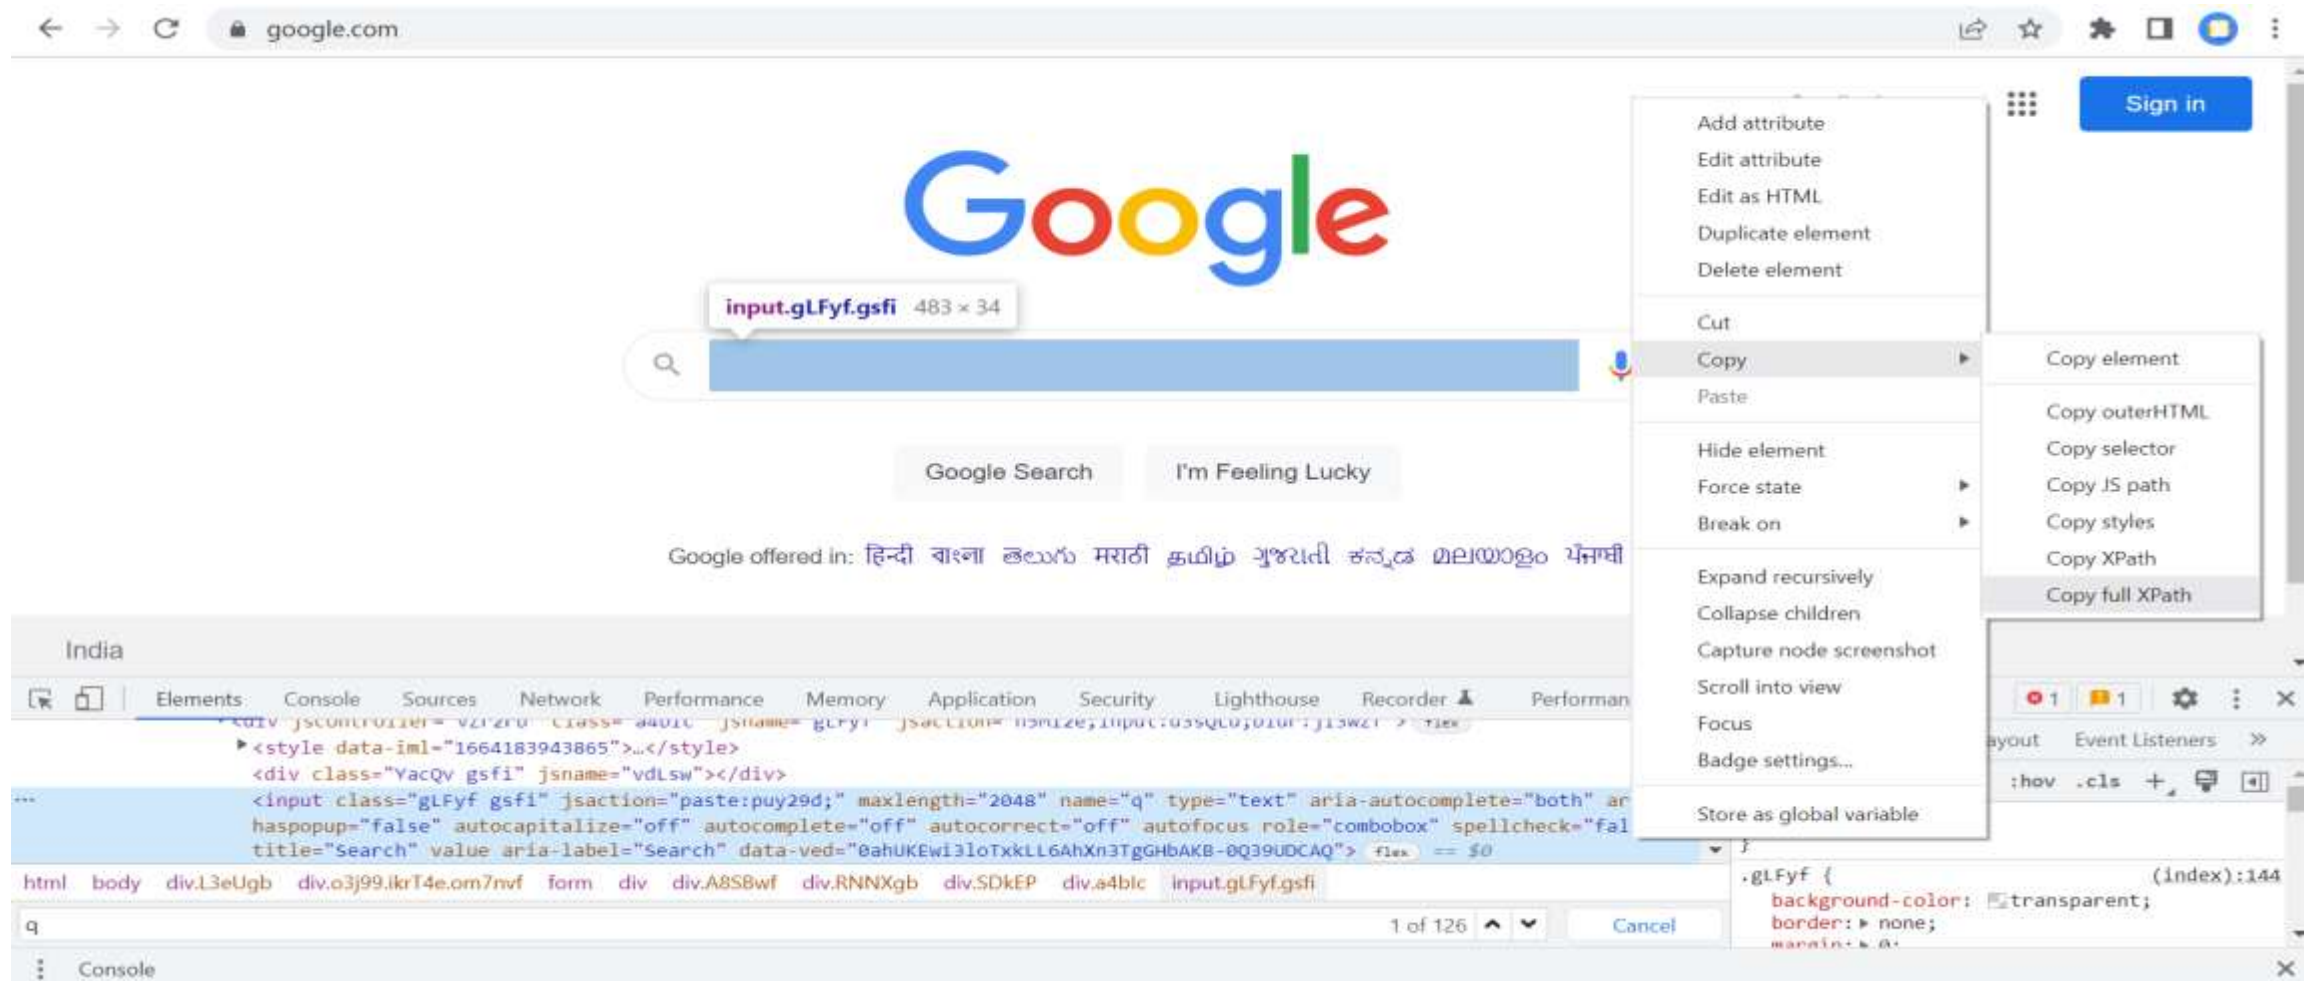 google.com
Sign in
Google
input.gLFyf.gsfi 483 × 34
Google Search
I'm Feeling Lucky
Google offered in: हिन्दी বাংলা తెలుగు मराठी தமிழ் ગુજરાતી ಕನ್ನಡ മലയാളം ਪੰਜਾਬੀ
India
Add attribute
Edit attribute
Edit as HTML
Duplicate element
Delete element
Cut
Copy
Paste
Hide element
Force state
Break on
Expand recursively
Collapse children
Capture node screenshot
Scroll into view
Focus
Badge settings...
Store as global variable
Copy element
Copy outerHTML
Copy selector
Copy JS path
Copy styles
Copy XPath
Copy full XPath
Elements Console Sources Network Performance Memory Application Security Lighthouse Recorder Performan
1 1
<style data-iml="1664183943865">…</style>
<div class="YacQv gsfi" jsname="vdLsw"></div>
<input class="gLFyf gsfi" jsaction="paste:puy29d;" maxlength="2048" name="q" type="text" aria-autocomplete="both" ar
haspopup="false" autocapitalize="off" autocomplete="off" autocorrect="off" autofocus role="combobox" spellcheck="fal
title="Search" value aria-label="Search" data-ved="0ahUKEwi3loTxkLL6AhXn3TgGHbAKB-0Q39UDCAQ"> flex == $0
html body div.L3eUgb div.o3j99.ikrT4e.om7nvf form div div.A8SBwf div.RNNXgb div.SDkEP div.a4bIc input.gLFyf.gsfi
q
1 of 126
Cancel
ayout Event Listeners »
:hov .cls +
}
.gLFyf { (index):144
background-color: transparent;
border: none;
margin: 0;
Console